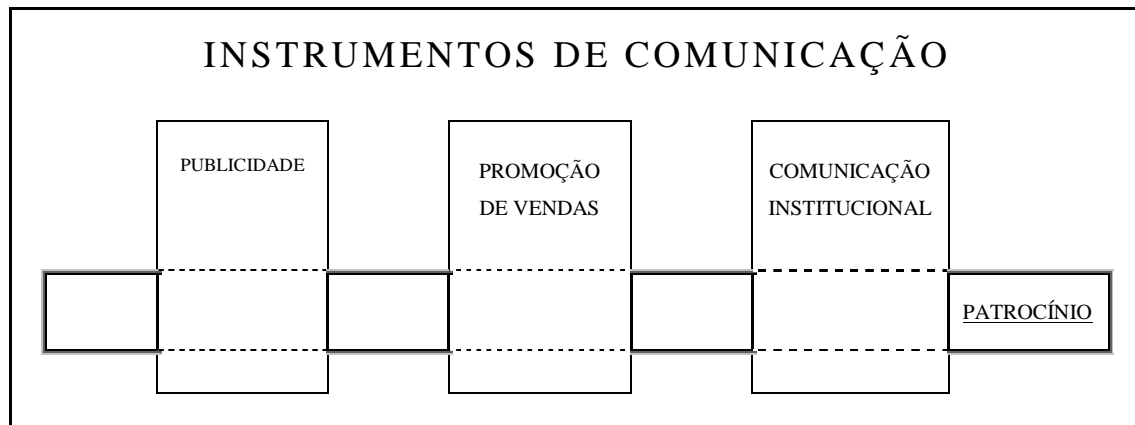 INSTRUMENTOS DE COMUNICAÇÃO
PUBLICIDADE
PROMOÇÃO
DE VENDAS
COMUNICAÇÃO
INSTITUCIONAL
PATROCÍNIO